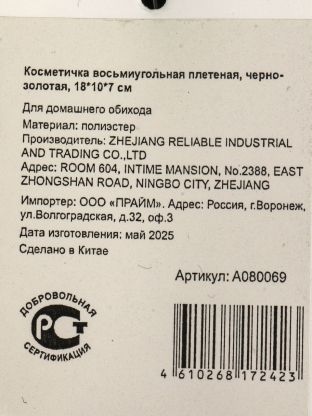 Косметичка восьмиугольная плетеная, черно-
золотая, 18*10*7 см
Для домашнего обихода
Материал: полиэстер
Производитель: ZHEJIANG RELIABLE INDUSTRIAL
AND TRADING CO.,LTD
Адрес: ROOM 604, INTIME MANSION, No.2388, EAST
ZHONGSHAN ROAD, NINGBO CITY, ZHEJIANG
Импортер: ООО «ПРАЙМ». Адрес: Россия, г.Воронеж,
ул.Волгоградская, д.32, оф.3
Дата изготовления: май 2025
Сделано в Китае
Артикул: А080069
ДОБРОВОЛЬНАЯ
РСТ
СЕРТИФИКАЦИЯ
4 610268 172423